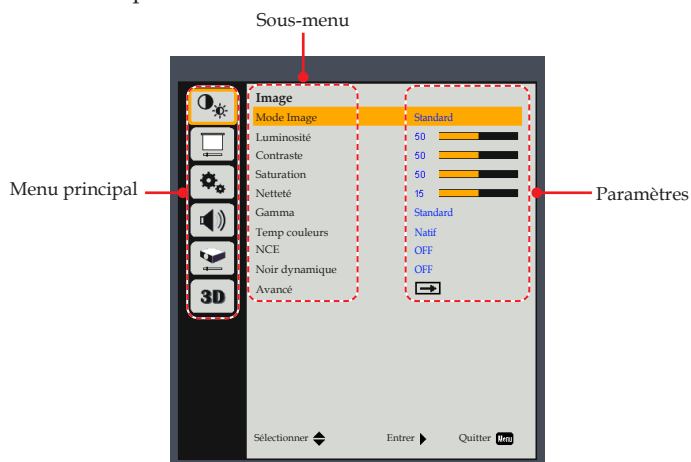 Sous-menu
Image
Mode Image Standard
Luminosité 50
Contraste 50
Saturation 50
Menu principal
Paramètres
Netteté 15
Gamma Standard
Temp couleurs Natif
NCE OFF
Noir dynamique OFF
Avancé
3D
Sélectionner Entrer Quitter Menu